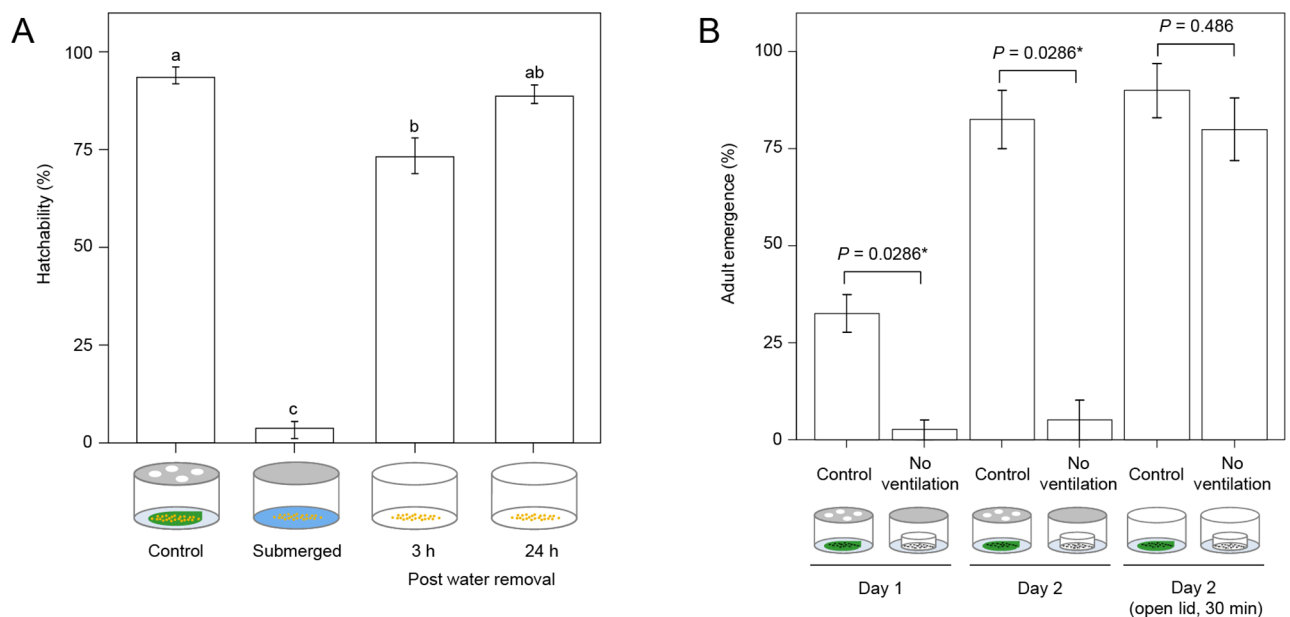 A
Hatchability (%)
100
75
50
25
0
a
c
b
ab
Control
Submerged
3 h
24 h
Post water removal
B
Adult emergence (%)
100
75
50
25
0
P = 0.0286*
P = 0.0286*
P = 0.486
Control
No
ventilation
Control
No
ventilation
Control
No
ventilation
Day 1
Day 2
Day 2
(open lid, 30 min)